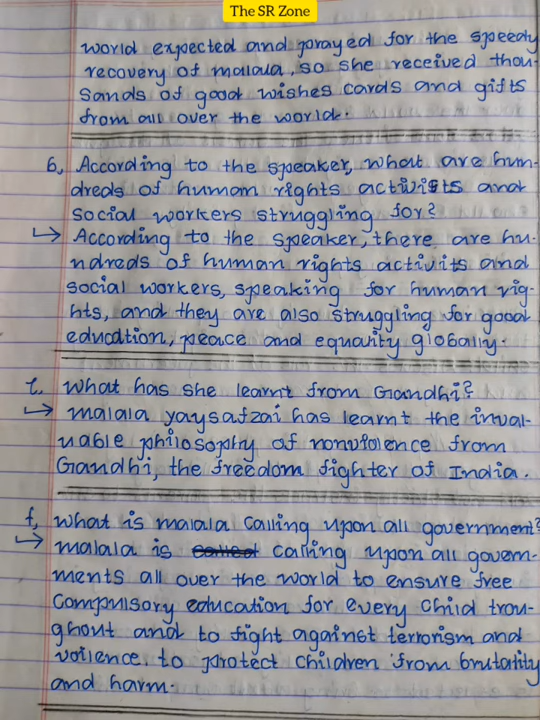 The SR Zone
world expected and prayed for the speedy
recovery of malala, so she received thou-
sands of good wishes cards and gifts
from all over the world.
6, According to the speaker, what are hun-
dreds of human rights activists and
social workers struggling for?
↳ According to the speaker, there are hu-
ndreds of human rights activits and
social workers, speaking for human rig-
hts, and they are also struggling for good
education, peace and equality globally.
e. What has she learnt from Gandhi?
↳ malala yaysafzai has learnt the inval-
uable philosophy of nonviolence from
Gandhi, the freedom fighter of India.
f, what is malala calling upon all government?
↳ malala is called calling upon all govern-
ments all over the world to ensure free
compulsory education for every child trou-
ghout and to fight against terrorism and
voilence. to protect children from brutality
and harm.